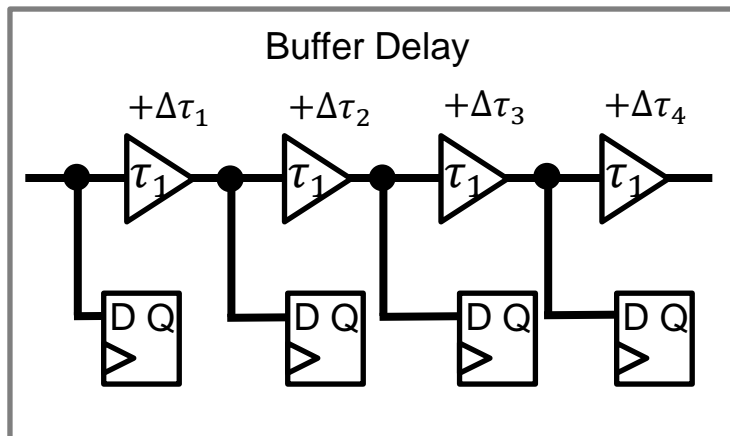 Buffer Delay
+Δτ₁ +Δτ₂ +Δτ₃ +Δτ₄
τ₁ τ₁ τ₁ τ₁
D Q D Q D Q D Q